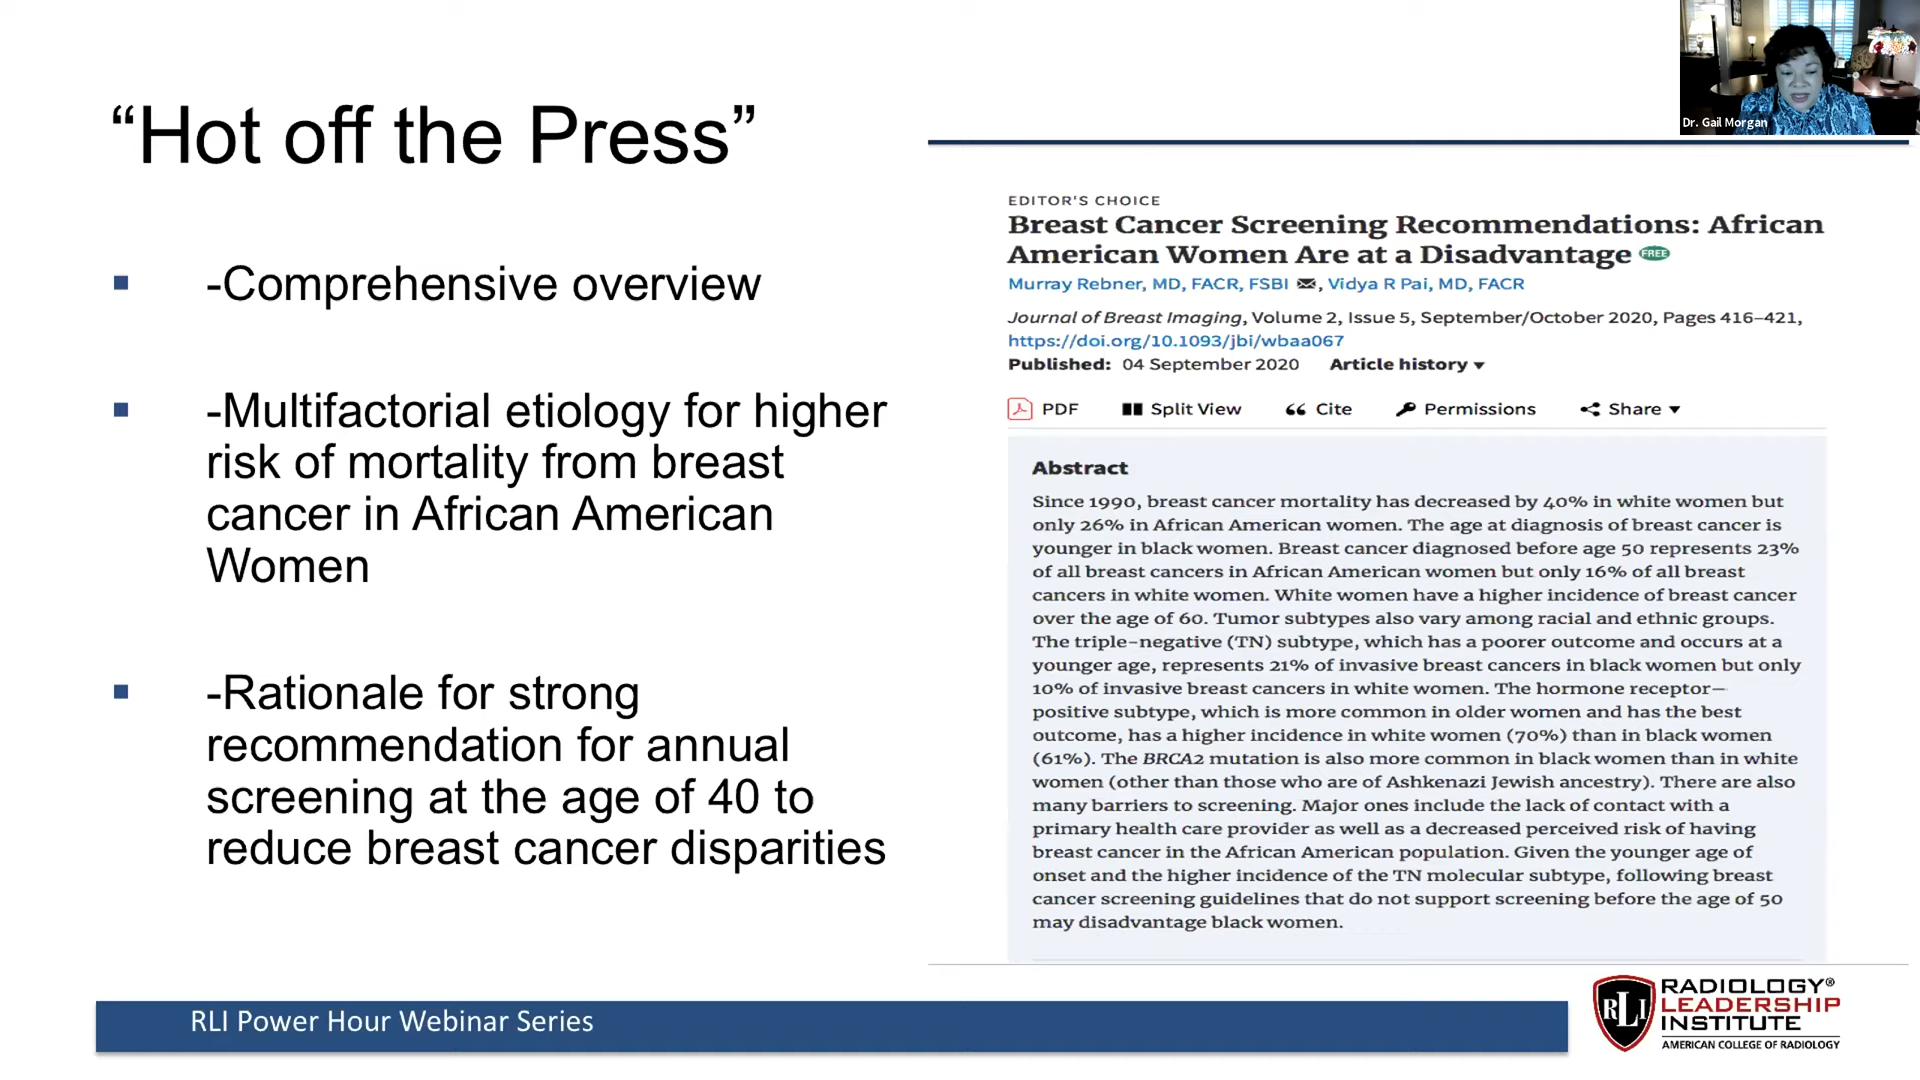 “Hot off the Press”
-Comprehensive overview
-Multifactorial etiology for higher
risk of mortality from breast
cancer in African American
Women
-Rationale for strong
recommendation for annual
screening at the age of 40 to
reduce breast cancer disparities
Dr. Gail Morgan
EDITOR'S CHOICE
Breast Cancer Screening Recommendations: African
American Women Are at a Disadvantage FREE
Murray Rebner, MD, FACR, FSBI , Vidya R Pai, MD, FACR
Journal of Breast Imaging, Volume 2, Issue 5, September/October 2020, Pages 416–421,
https://doi.org/10.1093/jbi/wbaa067
Published: 04 September 2020 Article history
PDF Split View Cite Permissions Share
Abstract
Since 1990, breast cancer mortality has decreased by 40% in white women but
only 26% in African American women. The age at diagnosis of breast cancer is
younger in black women. Breast cancer diagnosed before age 50 represents 23%
of all breast cancers in African American women but only 16% of all breast
cancers in white women. White women have a higher incidence of breast cancer
over the age of 60. Tumor subtypes also vary among racial and ethnic groups.
The triple-negative (TN) subtype, which has a poorer outcome and occurs at a
younger age, represents 21% of invasive breast cancers in black women but only
10% of invasive breast cancers in white women. The hormone receptor–
positive subtype, which is more common in older women and has the best
outcome, has a higher incidence in white women (70%) than in black women
(61%). The BRCA2 mutation is also more common in black women than in white
women (other than those who are of Ashkenazi Jewish ancestry). There are also
many barriers to screening. Major ones include the lack of contact with a
primary health care provider as well as a decreased perceived risk of having
breast cancer in the African American population. Given the younger age of
onset and the higher incidence of the TN molecular subtype, following breast
cancer screening guidelines that do not support screening before the age of 50
may disadvantage black women.
RLI Power Hour Webinar Series
RLI
RADIOLOGY®
LEADERSHIP
INSTITUTE
AMERICAN COLLEGE OF RADIOLOGY